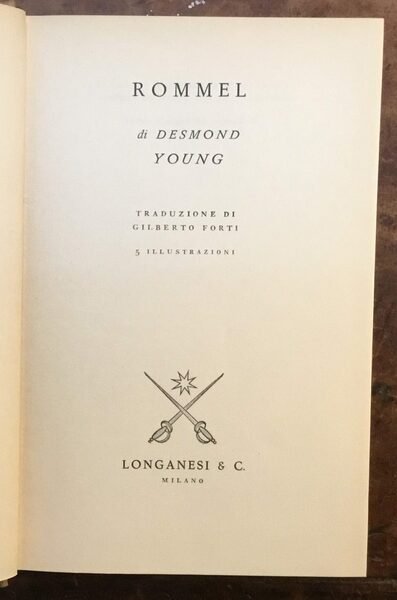 ROMMEL
di DESMOND
YOUNG
TRADUZIONE DI
GILBERTO FORTI
5 ILLUSTRAZIONI
LONGANESI & C.
MILANO